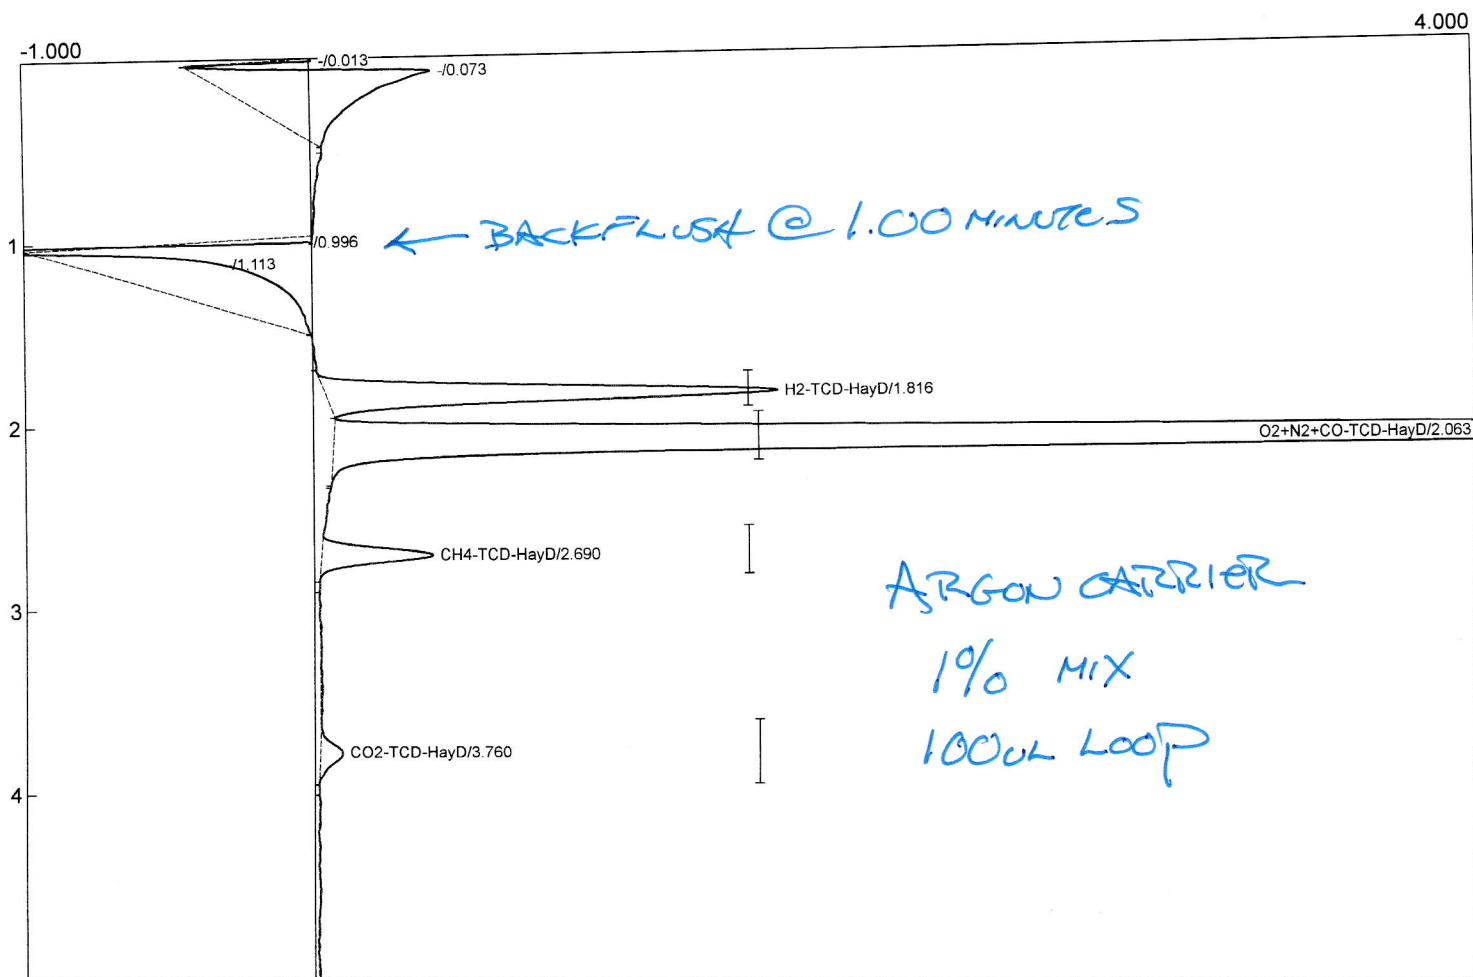 -1.000 4.000
-/0.013
-/0.073
← BACKFLUSH @ 1.00 MINUTES
1
/0.996
/1.113
H2-TCD-HayD/1.816
2
O2+N2+CO-TCD-HayD/2.063
CH4-TCD-HayD/2.690
ARGON CARRIER
3
1% MIX
100uL LOOP
CO2-TCD-HayD/3.760
4